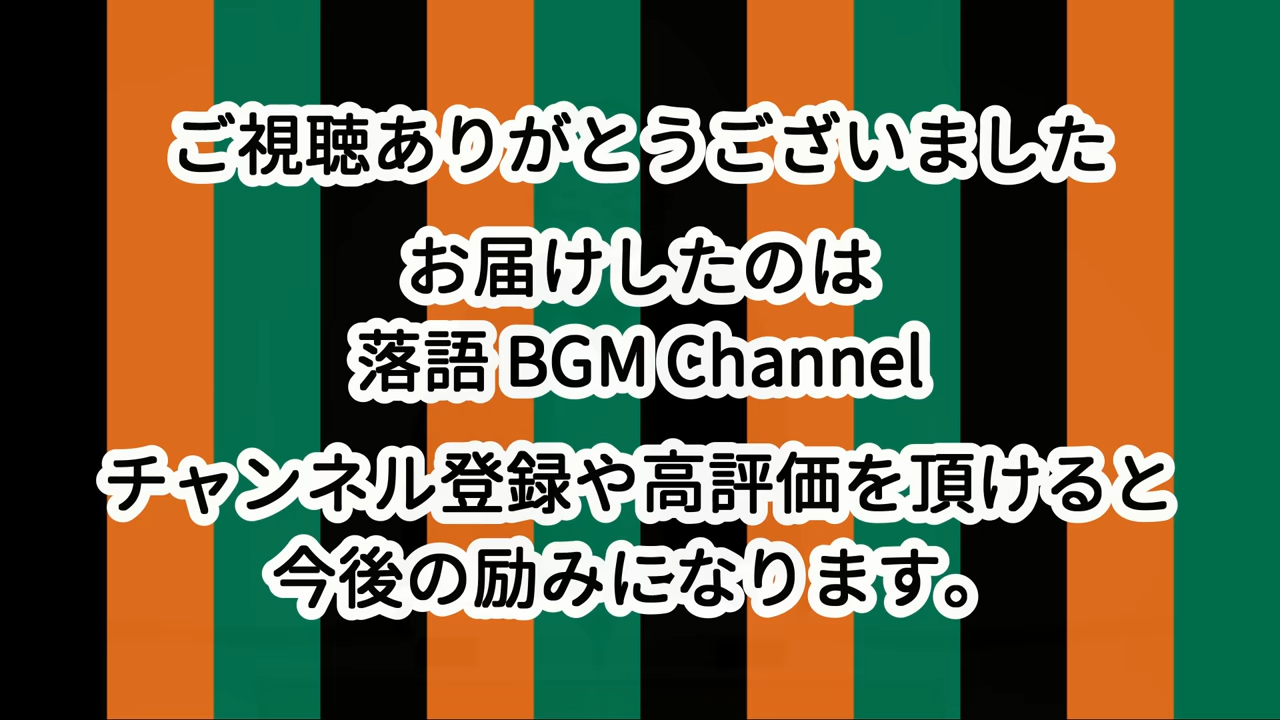 ご視聴ありがとうございました
お届けしたのは
落語 BGM Channel
チャンネル登録や高評価を頂けると
今後の励みになります。